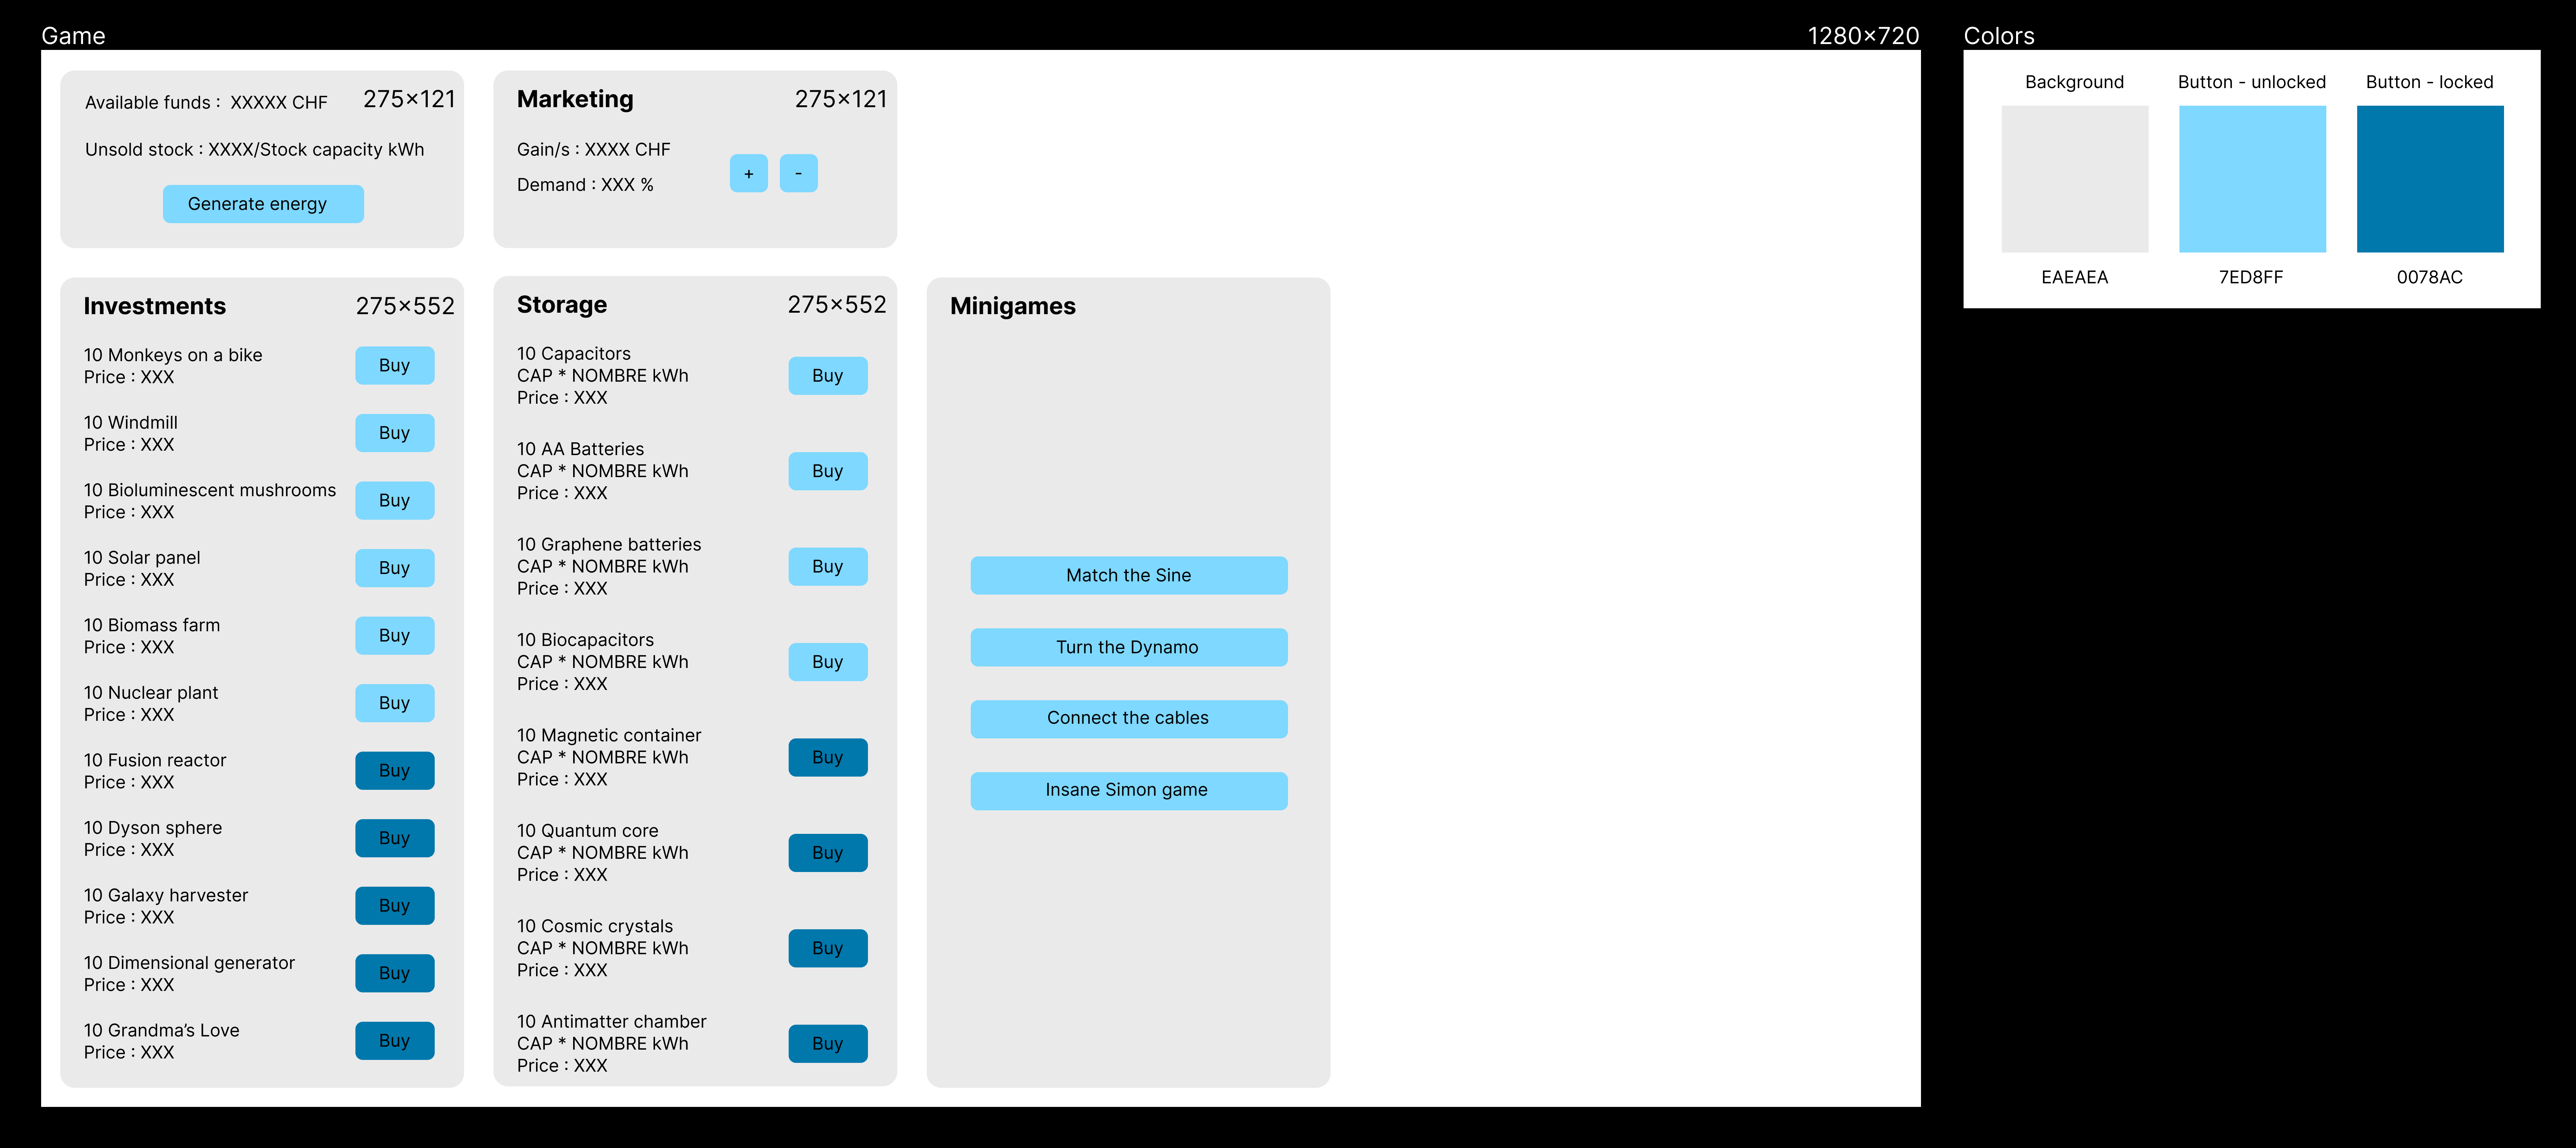 Game
1280×720
Available funds :  XXXXX CHF
275×121
Unsold stock : XXXX/Stock capacity kWh
Generate energy
Marketing
275×121
Gain/s : XXXX CHF
Demand : XXX %
+
-
Investments
275×552
10 Monkeys on a bike
Price : XXX
Buy
10 Windmill
Price : XXX
Buy
10 Bioluminescent mushrooms
Price : XXX
Buy
10 Solar panel
Price : XXX
Buy
10 Biomass farm
Price : XXX
Buy
10 Nuclear plant
Price : XXX
Buy
10 Fusion reactor
Price : XXX
Buy
10 Dyson sphere
Price : XXX
Buy
10 Galaxy harvester
Price : XXX
Buy
10 Dimensional generator
Price : XXX
Buy
10 Grandma’s Love
Price : XXX
Buy
Storage
275×552
10 Capacitors
CAP * NOMBRE kWh
Price : XXX
Buy
10 AA Batteries
CAP * NOMBRE kWh
Price : XXX
Buy
10 Graphene batteries
CAP * NOMBRE kWh
Price : XXX
Buy
10 Biocapacitors
CAP * NOMBRE kWh
Price : XXX
Buy
10 Magnetic container
CAP * NOMBRE kWh
Price : XXX
Buy
10 Quantum core
CAP * NOMBRE kWh
Price : XXX
Buy
10 Cosmic crystals
CAP * NOMBRE kWh
Price : XXX
Buy
10 Antimatter chamber
CAP * NOMBRE kWh
Price : XXX
Buy
Minigames
Match the Sine
Turn the Dynamo
Connect the cables
Insane Simon game
Colors
Background
Button - unlocked
Button - locked
EAEAEA
7ED8FF
0078AC